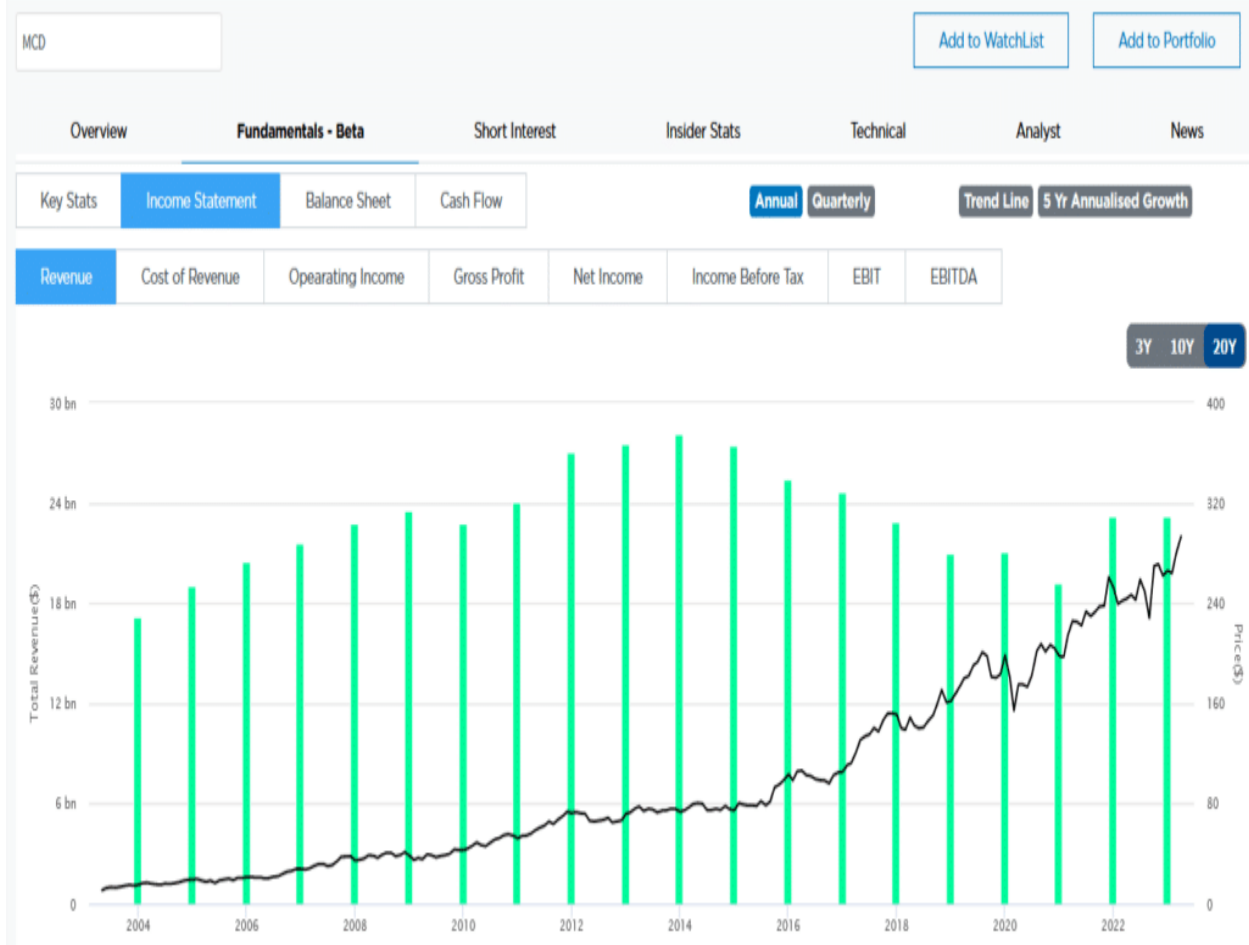 MCD
Add to WatchList
Add to Portfolio
Overview
Fundamentals - Beta
Short Interest
Insider Stats
Technical
Analyst
News
Key Stats
Income Statement
Balance Sheet
Cash Flow
Annual
Quarterly
Trend Line
5 Yr Annualised Growth
Revenue
Cost of Revenue
Opearating Income
Gross Profit
Net Income
Income Before Tax
EBIT
EBITDA
3Y
10Y
20Y
30 bn
24 bn
18 bn
12 bn
6 bn
0
Total Revenue($)
400
320
240
160
80
0
Price($)
2004
2006
2008
2010
2012
2014
2016
2018
2020
2022